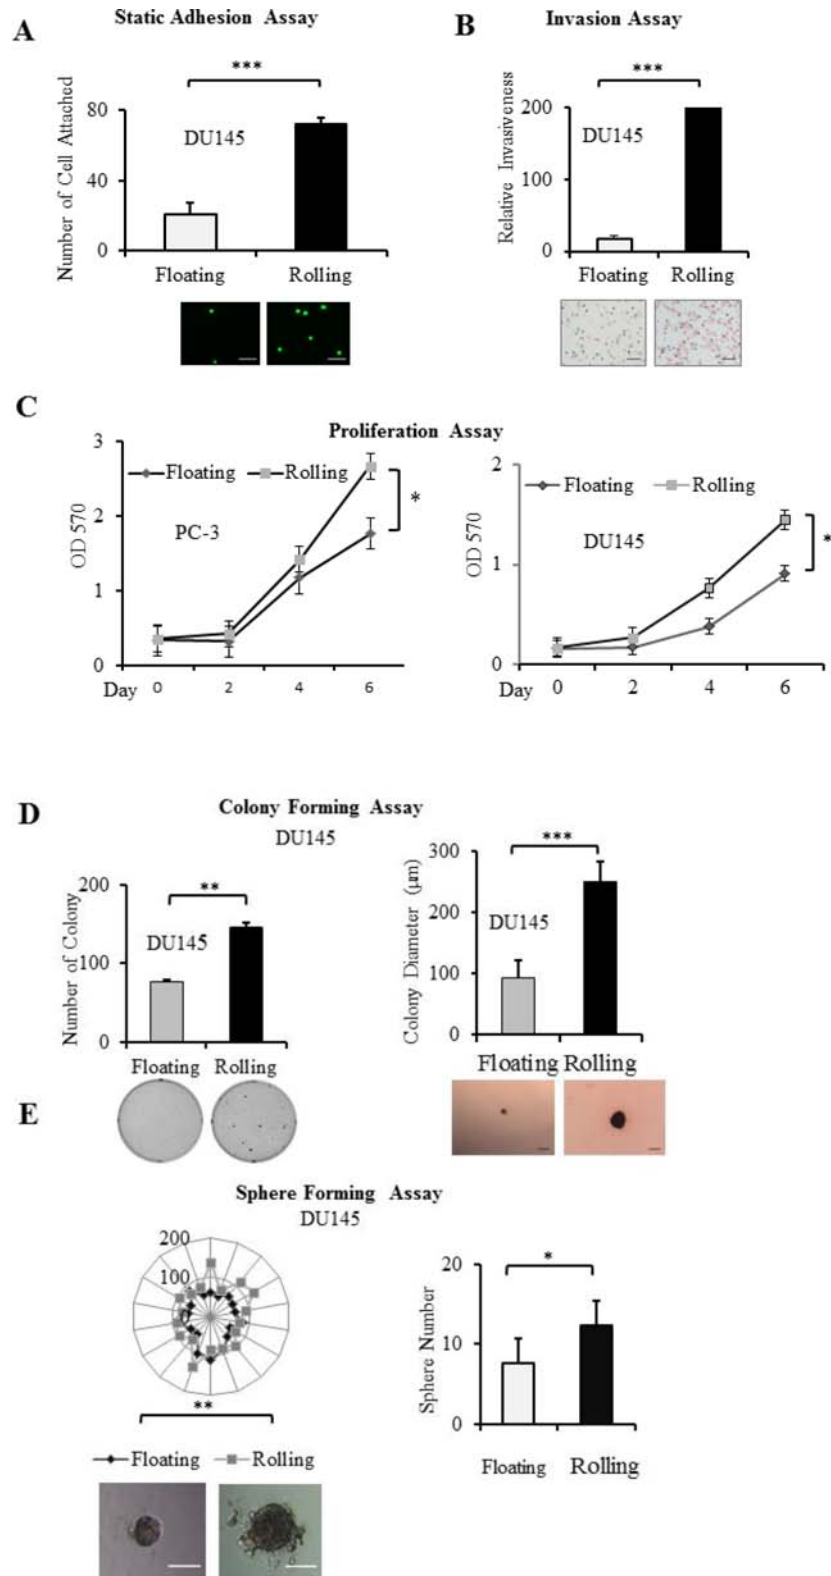 A
Static Adhesion Assay
***
Number of Cell Attached
80
40
0
DU145
Floating Rolling
B
Invasion Assay
***
Relative Invasiveness
200
100
0
DU145
Floating Rolling
C
Proliferation Assay
OD 570
3
2
1
0
Floating Rolling
PC-3
*
Day 0 2 4 6
OD 570
2
1
0
Floating Rolling
DU145
*
Day 0 2 4 6
D
Colony Forming Assay
DU145
Number of Colony
200
100
0
**
DU145
Floating Rolling
Colony Diameter (µm)
300
200
100
0
***
DU145
Floating Rolling
E
Sphere Forming Assay
DU145
200
100
0
**
Floating Rolling
Sphere Number
20
10
0
*
Floating Rolling